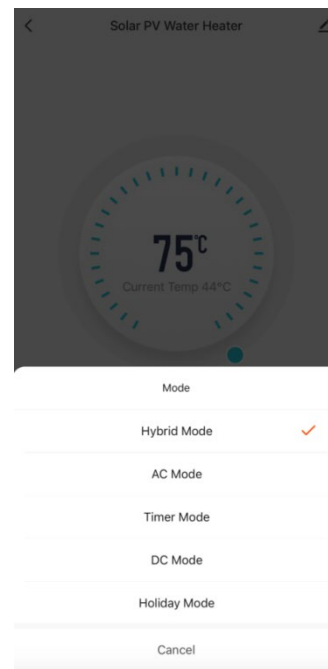 Solar PV Water Heater
75°C
Current Temp 44°C
Mode
Hybrid Mode
AC Mode
Timer Mode
DC Mode
Holiday Mode
Cancel